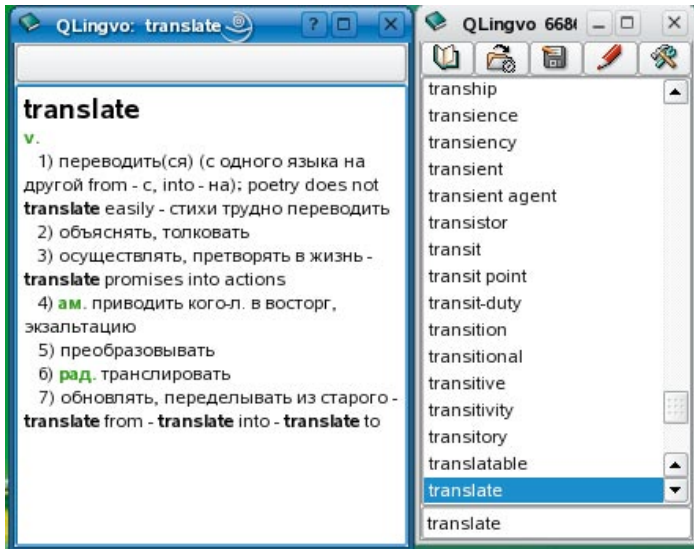 QLingvo: translate
translate
v.
1) переводить(ся) (с одного языка на
другой from - с, into - на); poetry does not
translate easily - стихи трудно переводить
2) объяснять, толковать
3) осуществлять, претворять в жизнь -
translate promises into actions
4) ам. приводить кого-л. в восторг,
экзальтацию
5) преобразовывать
6) рад. транслировать
7) обновлять, переделывать из старого -
translate from - translate into - translate to
QLingvo 668
tranship
transience
transiency
transient
transient agent
transistor
transit
transit point
transit-duty
transition
transitional
transitive
transitivity
transitory
translatable
translate
translate